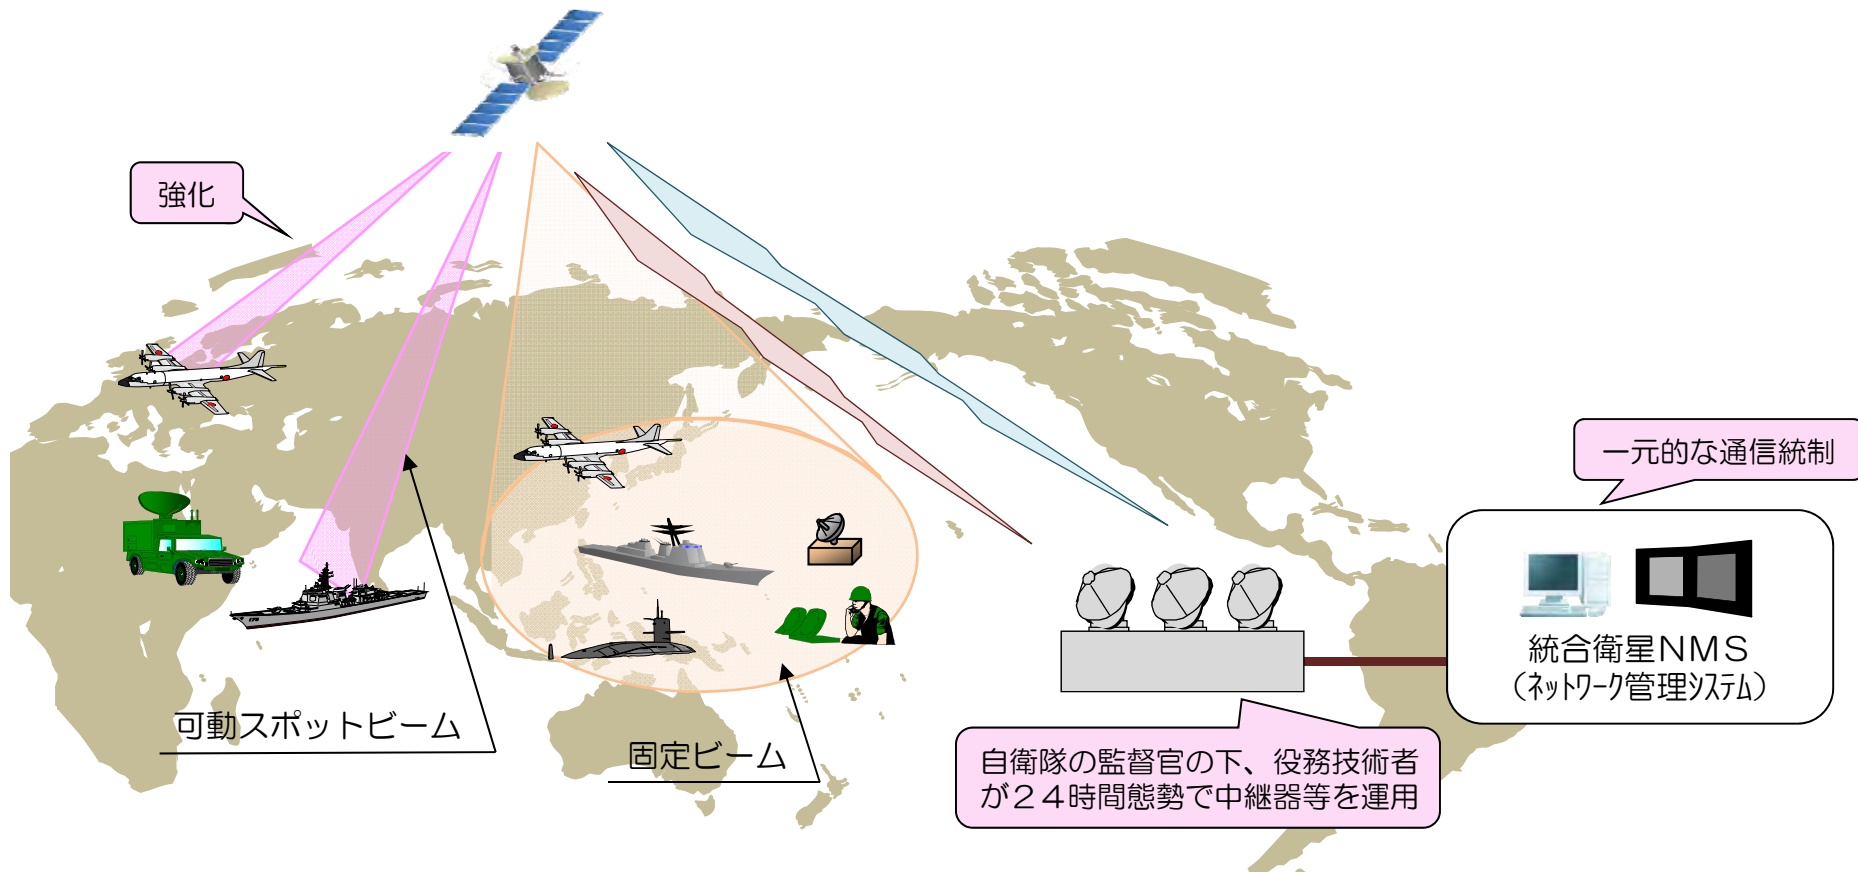 強化
一元的な通信統制
統合衛星NMS
(ネットワーク管理システム)
可動スポットビーム
固定ビーム
自衛隊の監督官の下、役務技術者
が24時間態勢で中継器等を運用